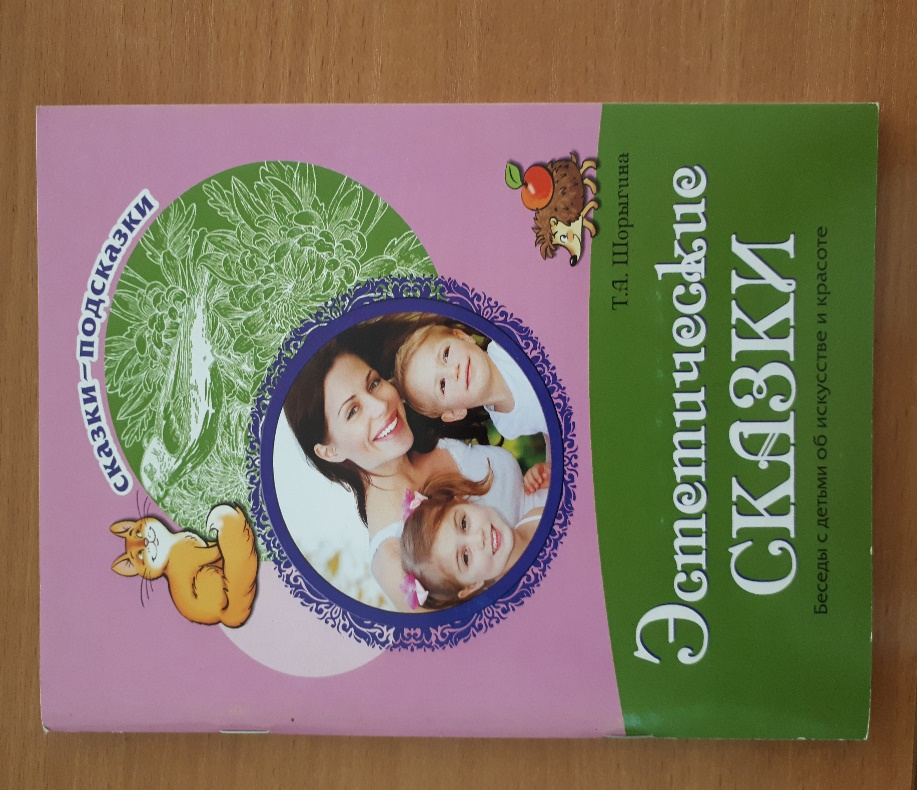 сказки-подсказки
Т.А. Шорыгина
Эстетические
СКАЗКИ
Беседы с детьми об искусстве и красоте